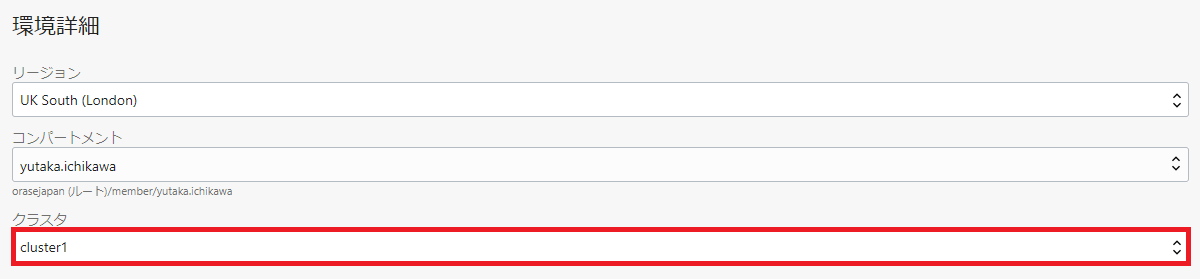 環境詳細
リージョン
UK South (London)
コンパートメント
yutaka.ichikawa
orasejapan (ルート)/member/yutaka.ichikawa
クラスタ
cluster1